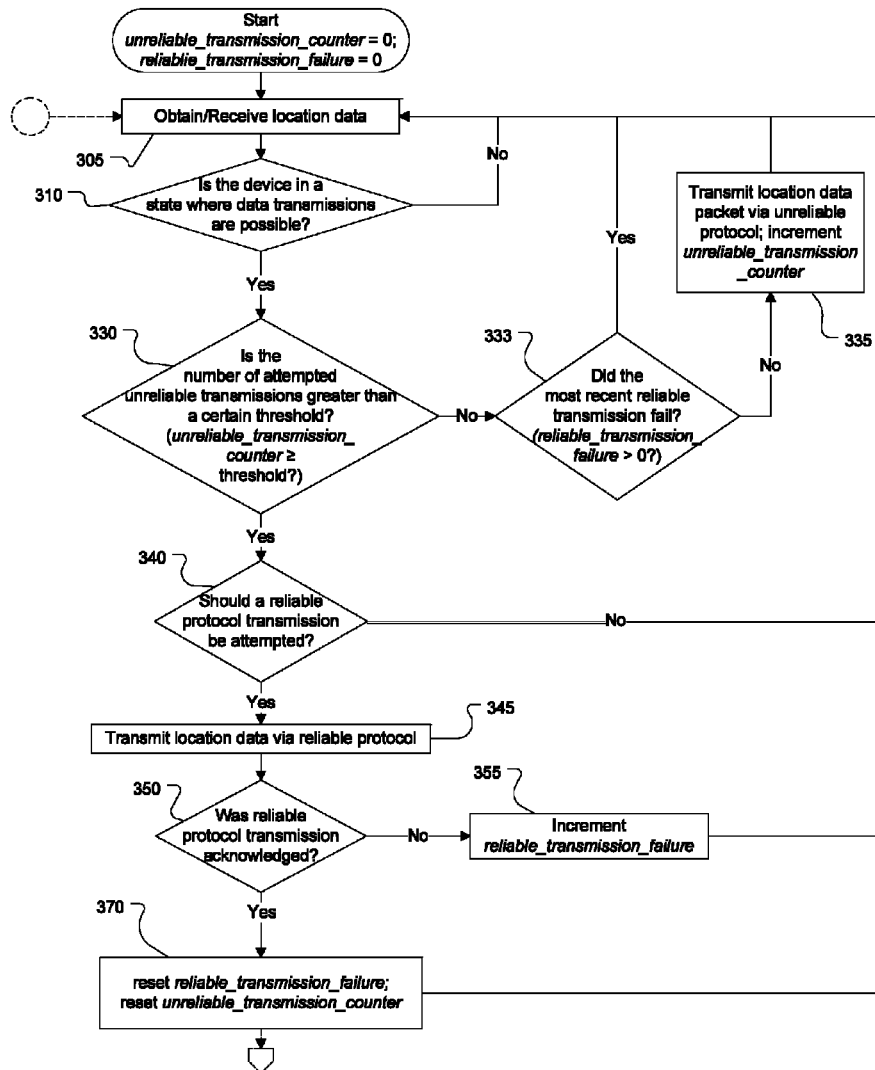 Start
unreliable_transmission_counter = 0;
reliablie_transmission_failure = 0
Obtain/Receive location data
305
310
Is the device in a
state where data transmissions
are possible?
No
Yes
Transmit location data
packet via unreliable
protocol; increment
unreliable_transmission
_counter
335
Yes
330
Is the
number of attempted
unreliable transmissions greater than
a certain threshold?
(unreliable_transmission_
counter ≥
threshold?)
No
333
Did the
most recent reliable
transmission fail?
(reliable_transmission_
failure > 0?)
No
Yes
340
Should a reliable
protocol transmission
be attempted?
No
Yes
Transmit location data via reliable protocol
345
350
Was reliable
protocol transmission
acknowledged?
No
355
Increment
reliable_transmission_failure
Yes
370
reset reliable_transmission_failure;
reset unreliable_transmission_counter